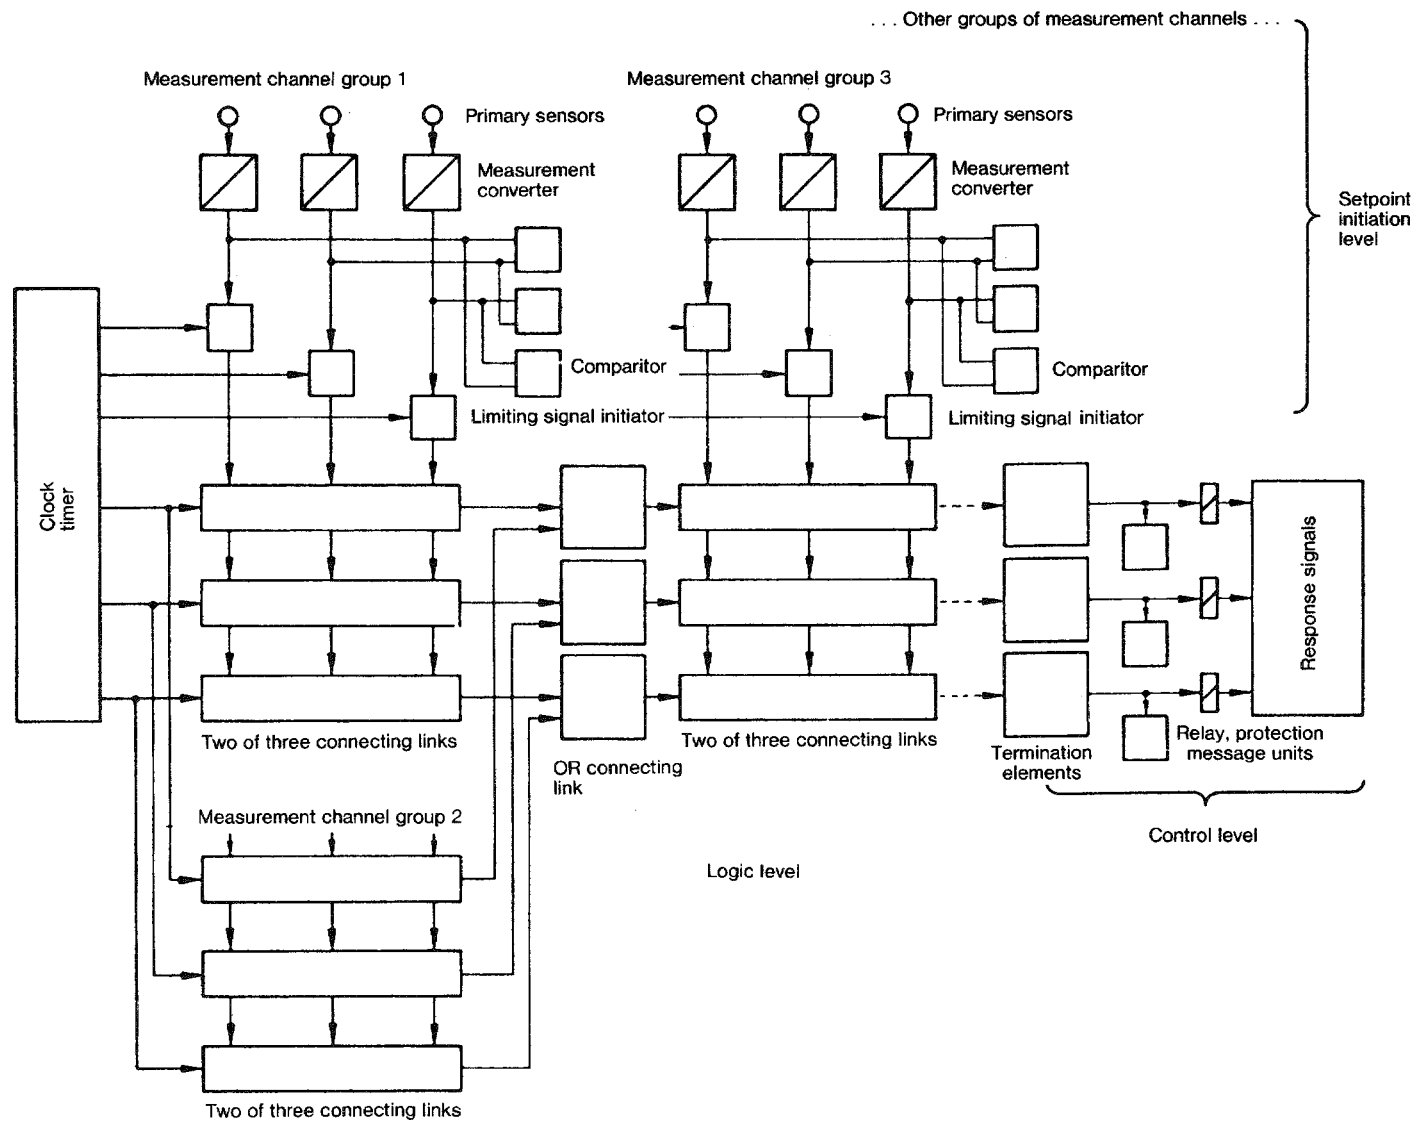 . . . Other groups of measurement channels . . .
Measurement channel group 1
Measurement channel group 3
Primary sensors
Primary sensors
Measurement
converter
Measurement
converter
Setpoint
initiation
level
Comparitor
Comparitor
Limiting signal initiator
Limiting signal initiator
Clock
timer
Response signals
Two of three connecting links
Two of three connecting links
OR connecting
link
Termination
elements
Relay, protection
message units
Measurement channel group 2
Control level
Logic level
Two of three connecting links